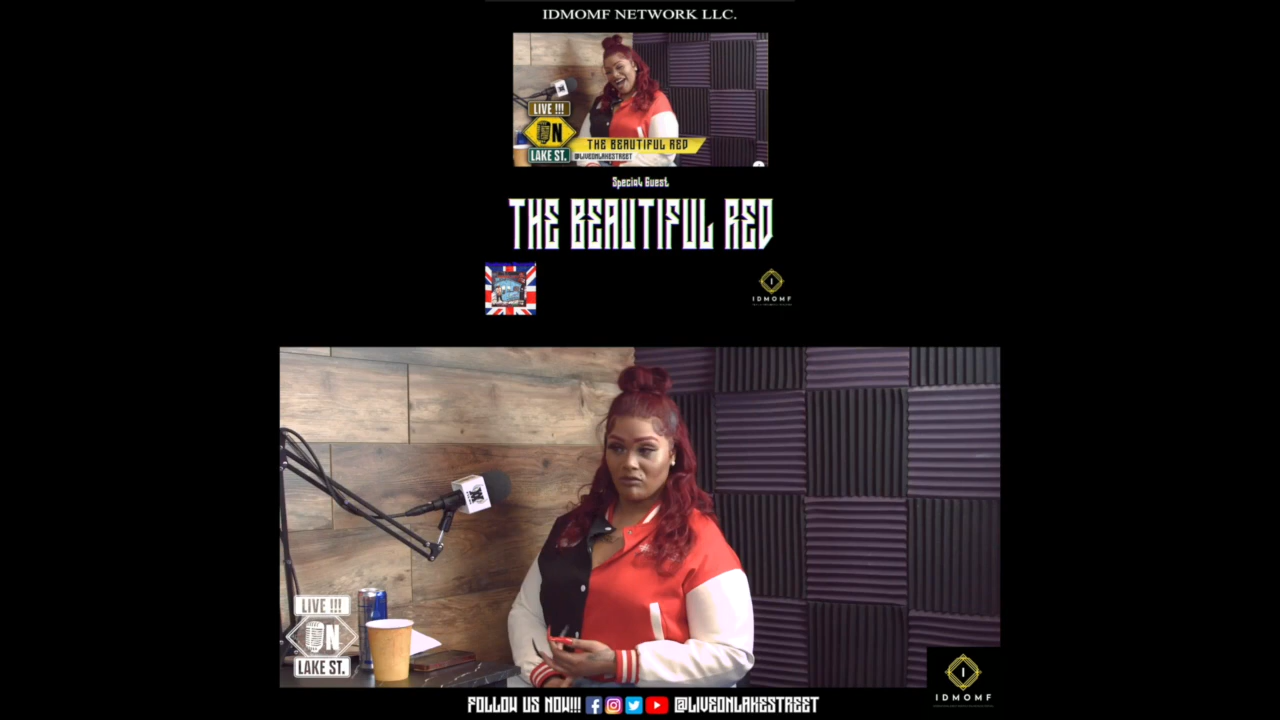 IDMOMF NETWORK LLC.
LIVE !!!
ON
LAKE ST.
THE BEAUTIFUL RED
@LIVEONLAKESTREET
Special Guest
THE BEAUTIFUL RED
I
IDMOMF
LIVE !!!
ON
LAKE ST.
I
IDMOMF
FOLLOW US NOW!!! @LIVEONLAKESTREET